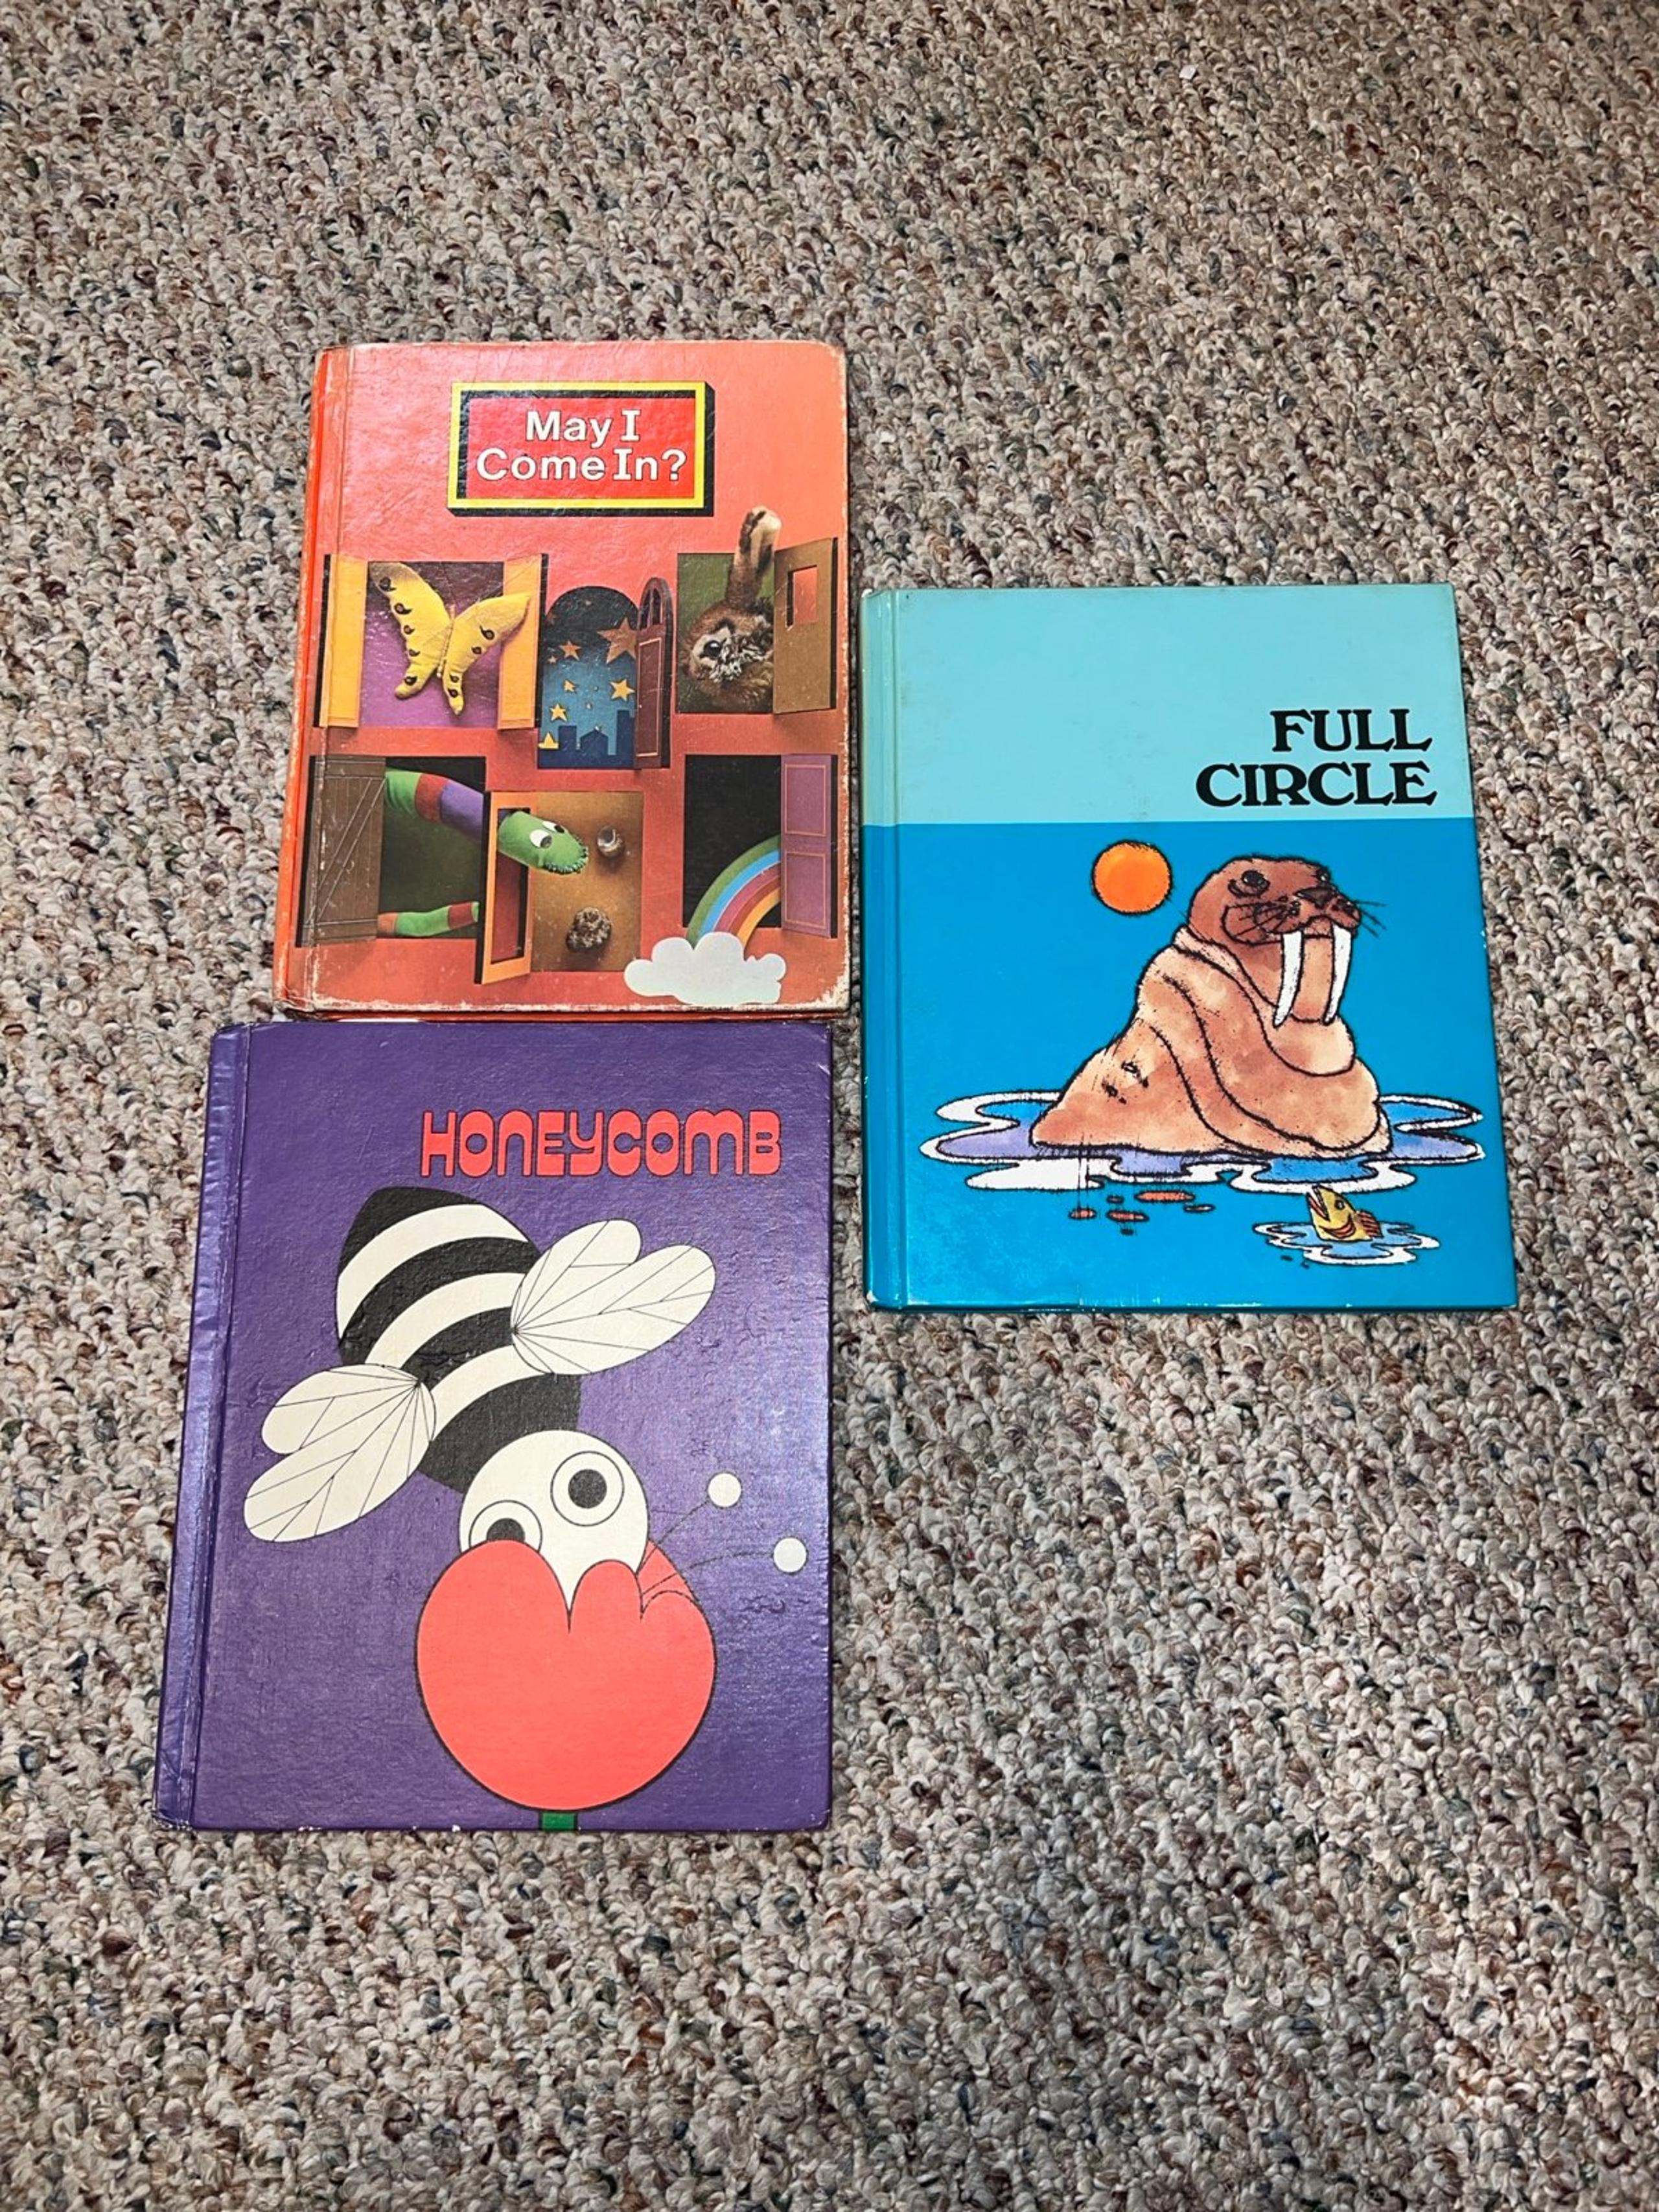 May I
Come In?
FULL
CIRCLE
HONEYCOMB